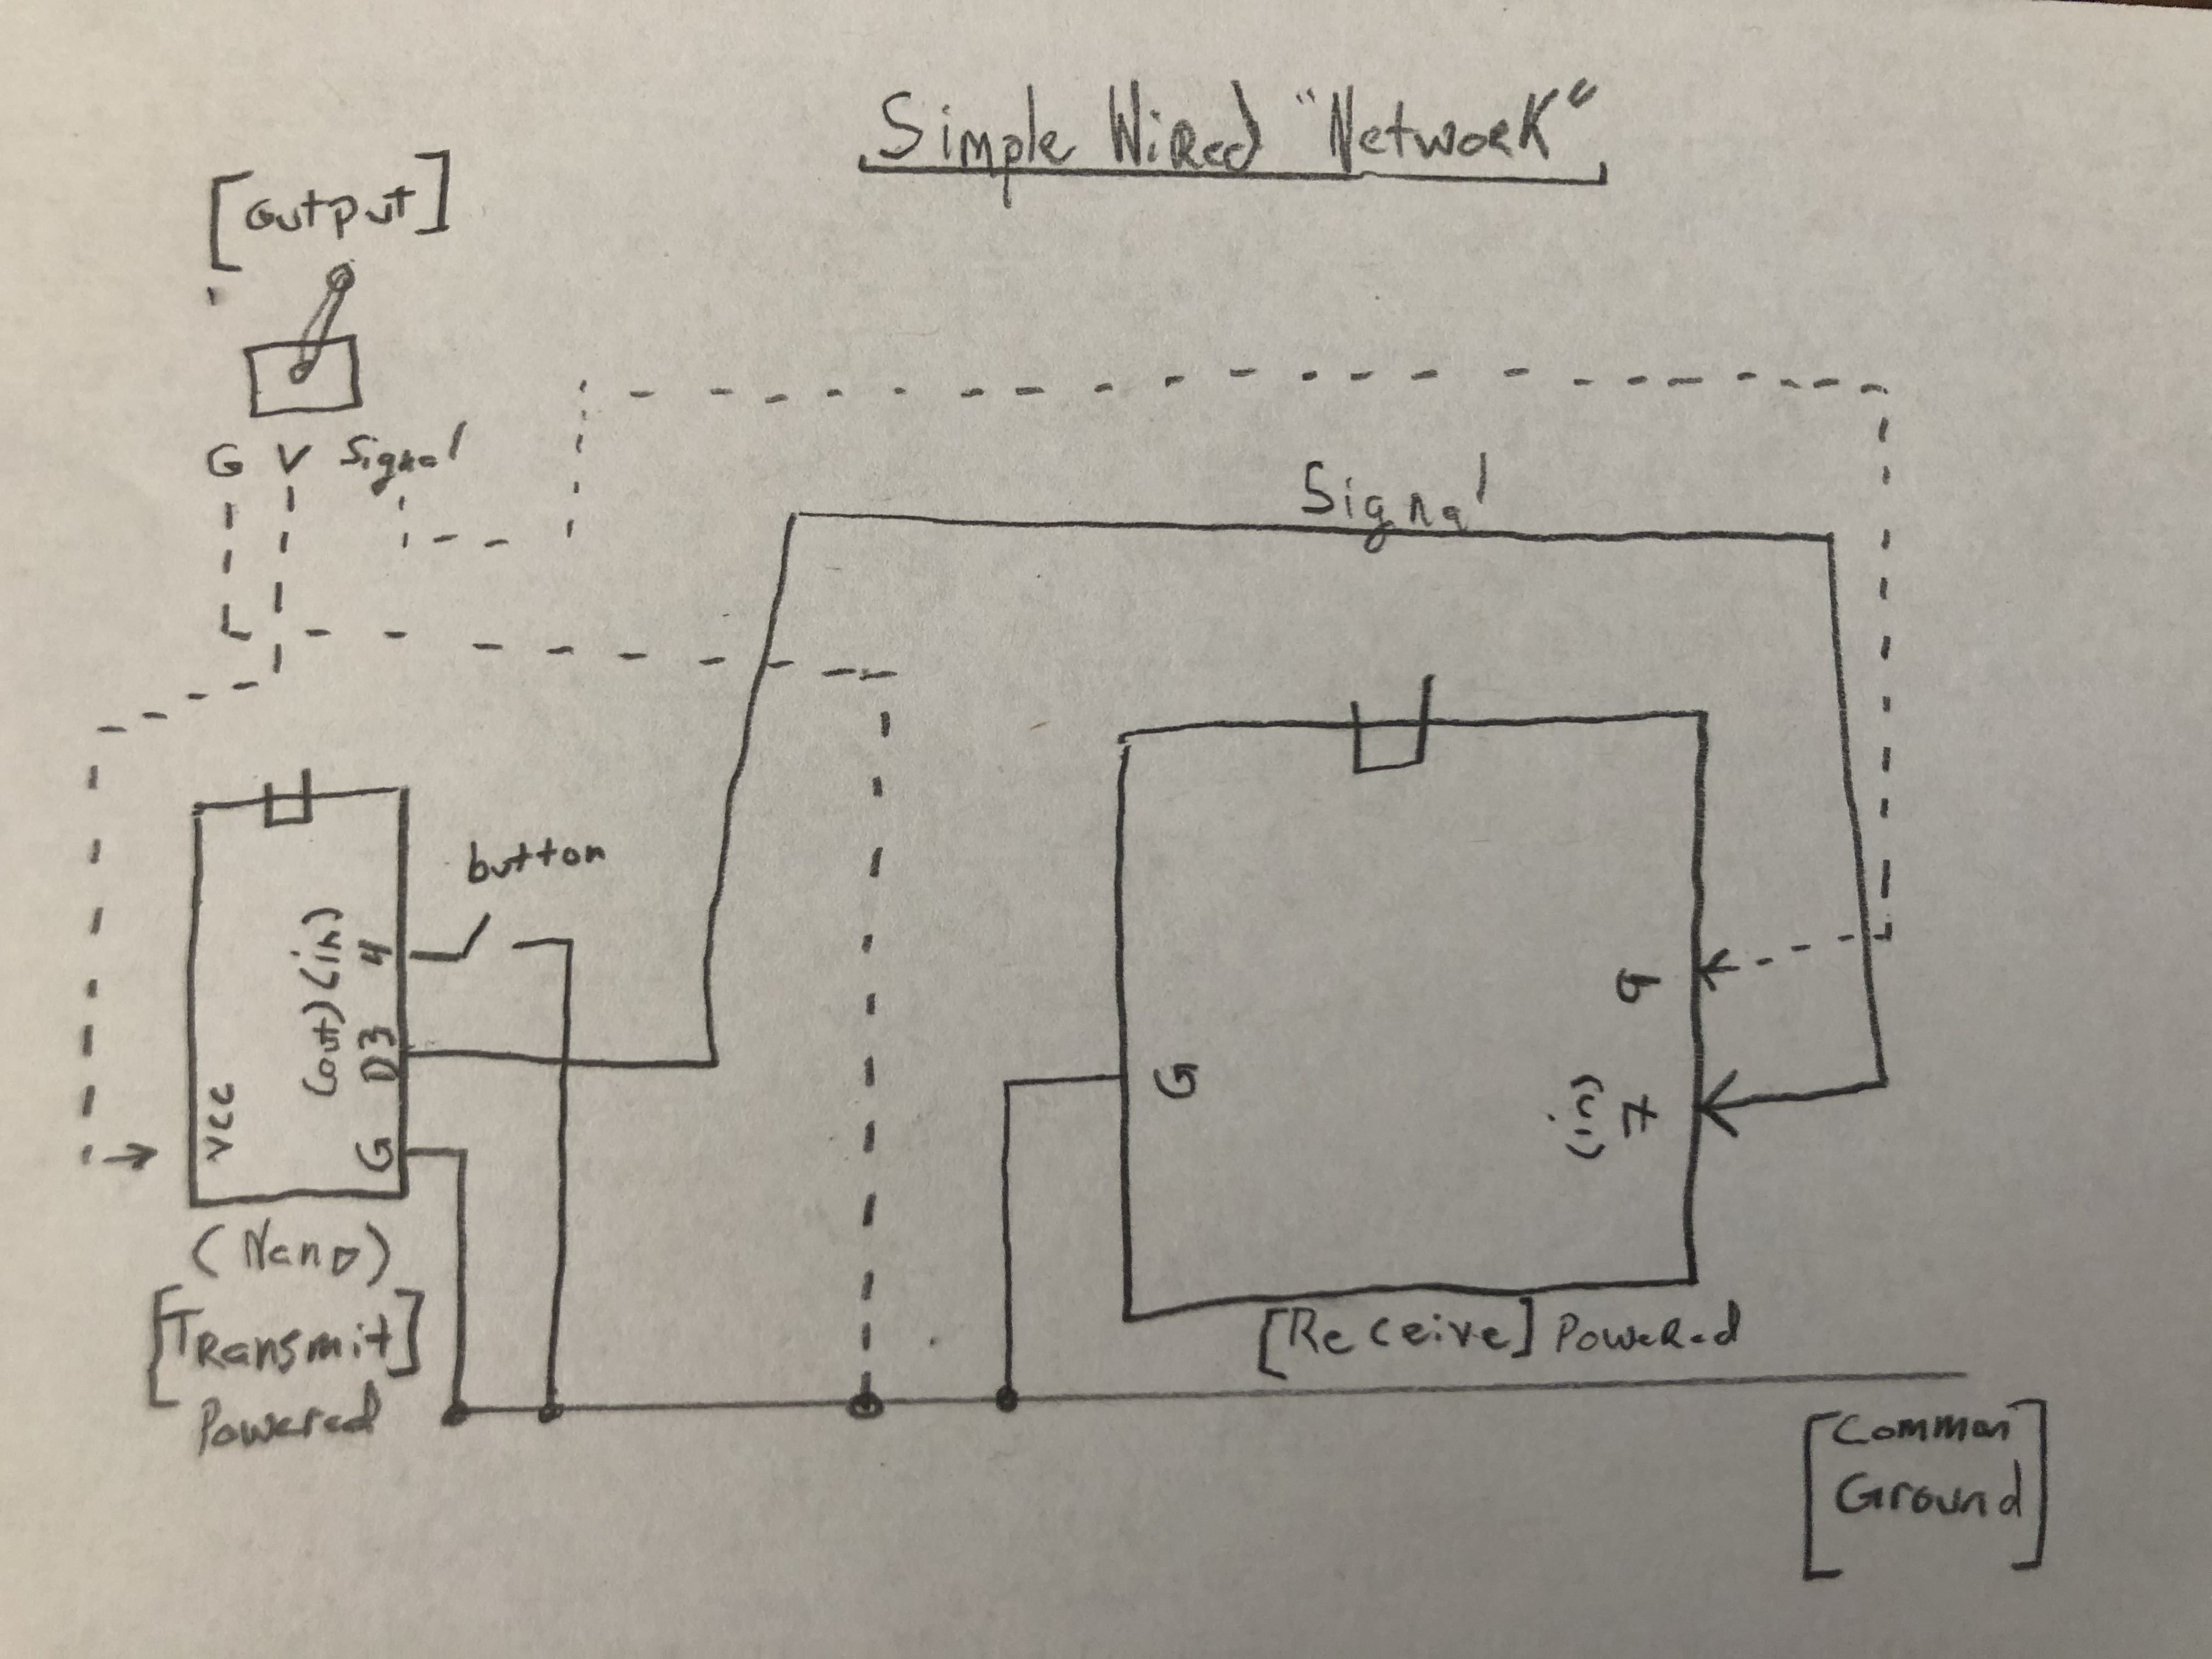 Simple Wired "Network"
[Output]
G V Signal
button
VCC
(out) (in)
G D3 4
(Nano)
[Transmit]
Powered
Signal
G
(in)
7 9
[Receive] Powered
[Common
Ground]